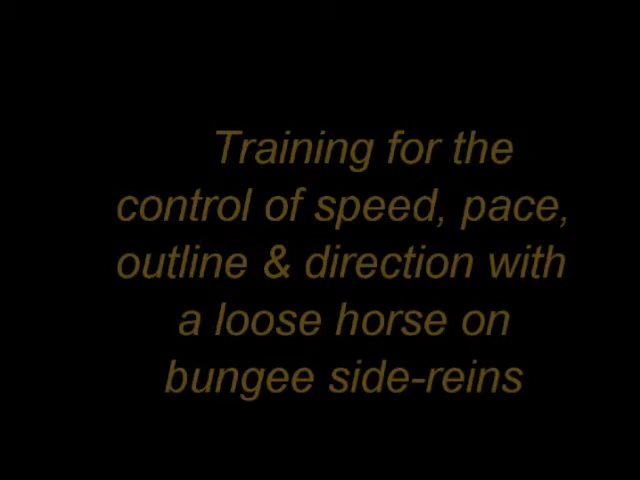 Training for the
control of speed, pace,
outline & direction with
a loose horse on
bungee side-reins